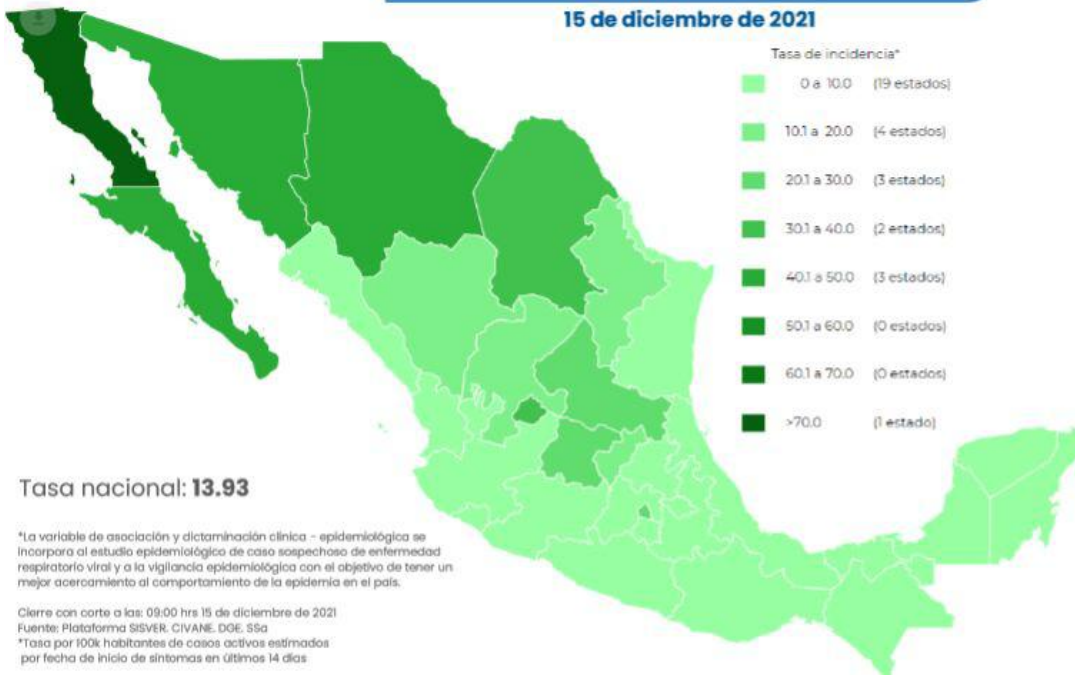 15 de diciembre de 2021
Tasa de incidencia*
0 a 10.0 (19 estados)
10.1 a 20.0 (4 estados)
20.1 a 30.0 (3 estados)
30.1 a 40.0 (2 estados)
40.1 a 50.0 (3 estados)
50.1 a 60.0 (0 estados)
60.1 a 70.0 (0 estados)
>70.0 (1 estado)
Tasa nacional: 13.93
*La variable de asociación y dictaminación clínica - epidemiológica se
incorpora al estudio epidemiológico de caso sospechoso de enfermedad
respiratorio viral y a la vigilancia epidemiológica con el objetivo de tener un
mejor acercamiento al comportamiento de la epidemia en el país.
Cierre con corte a las: 09:00 hrs 15 de diciembre de 2021
Fuente: Plataforma SISVER. CIVANE. DGE. SSa
*Tasa por 100k habitantes de casos activos estimados
por fecha de inicio de síntomas en últimos 14 días